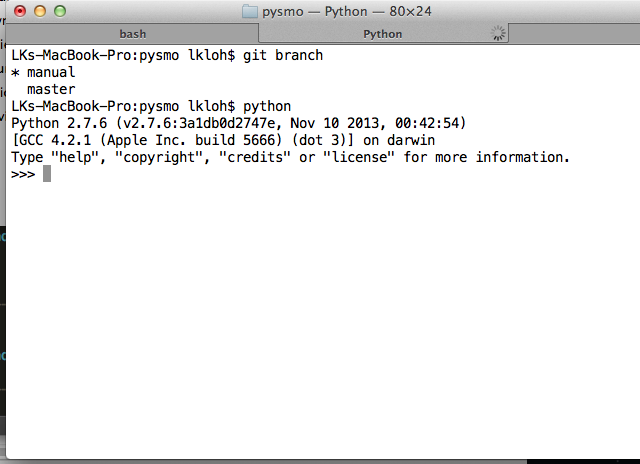 pysmo — Python — 80×24
bash
Python
LKs-MacBook-Pro:pysmo lkloh$ git branch
* manual
  master
LKs-MacBook-Pro:pysmo lkloh$ python
Python 2.7.6 (v2.7.6:3a1db0d2747e, Nov 10 2013, 00:42:54)
[GCC 4.2.1 (Apple Inc. build 5666) (dot 3)] on darwin
Type "help", "copyright", "credits" or "license" for more information.
>>>